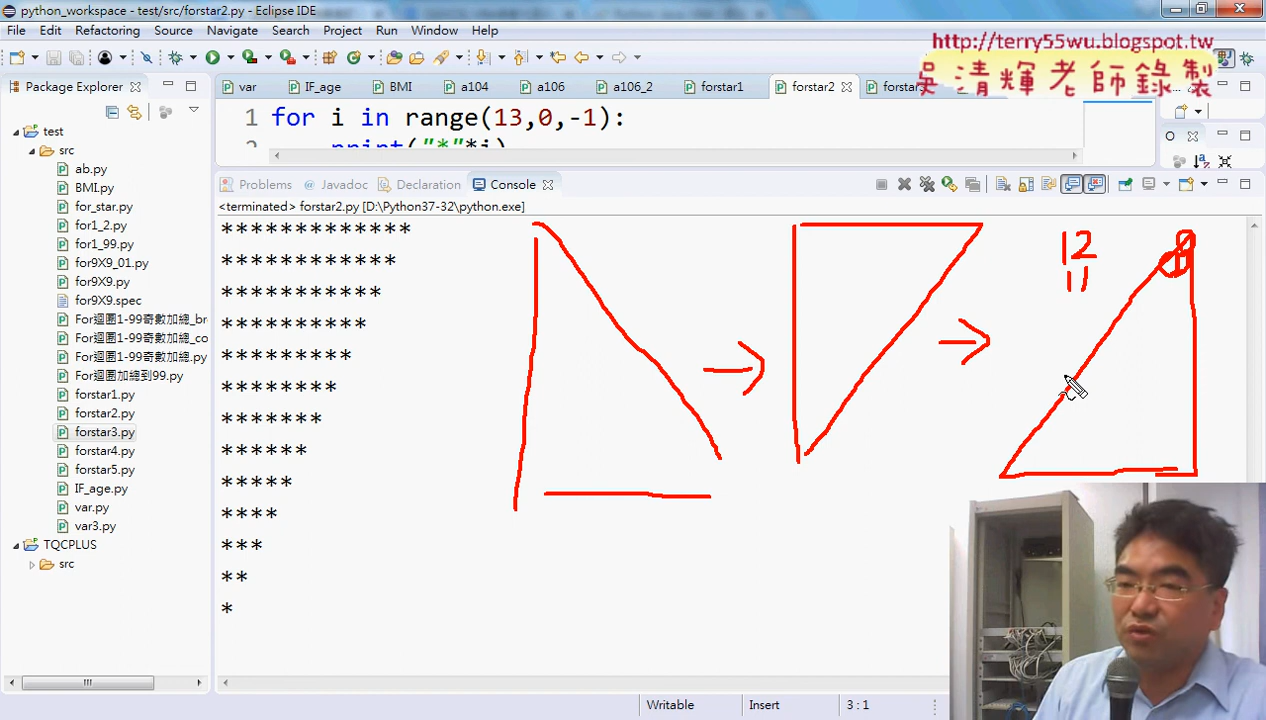 python_workspace - test/src/forstar2.py - Eclipse IDE
File Edit Refactoring Source Navigate Search Project Run Window Help
http://terry55wu.blogspot.tw
吳清輝老師錄製
Package Explorer
var IF_age BMI a104 a106 a106_2 forstar1 forstar2 forstar
test
src
ab.py
BMI.py
for_star.py
for1_2.py
for1_99.py
for9X9_01.py
for9X9.py
for9X9.spec
For迴圈1-99奇數加總_br
For迴圈1-99奇數加總_co
For迴圈1-99奇數加總.py
For迴圈加總到99.py
forstar1.py
forstar2.py
forstar3.py
forstar4.py
forstar5.py
IF_age.py
var.py
var3.py
TQCPLUS
src
1 for i in range(13,0,-1):
2 print("*"*i)
Problems Javadoc Declaration Console
<terminated> forstar2.py [D:\Python37-32\python.exe]
*************
************
***********
**********
*********
********
*******
******
*****
****
***
**
*
12
11
Writable Insert 3 : 1